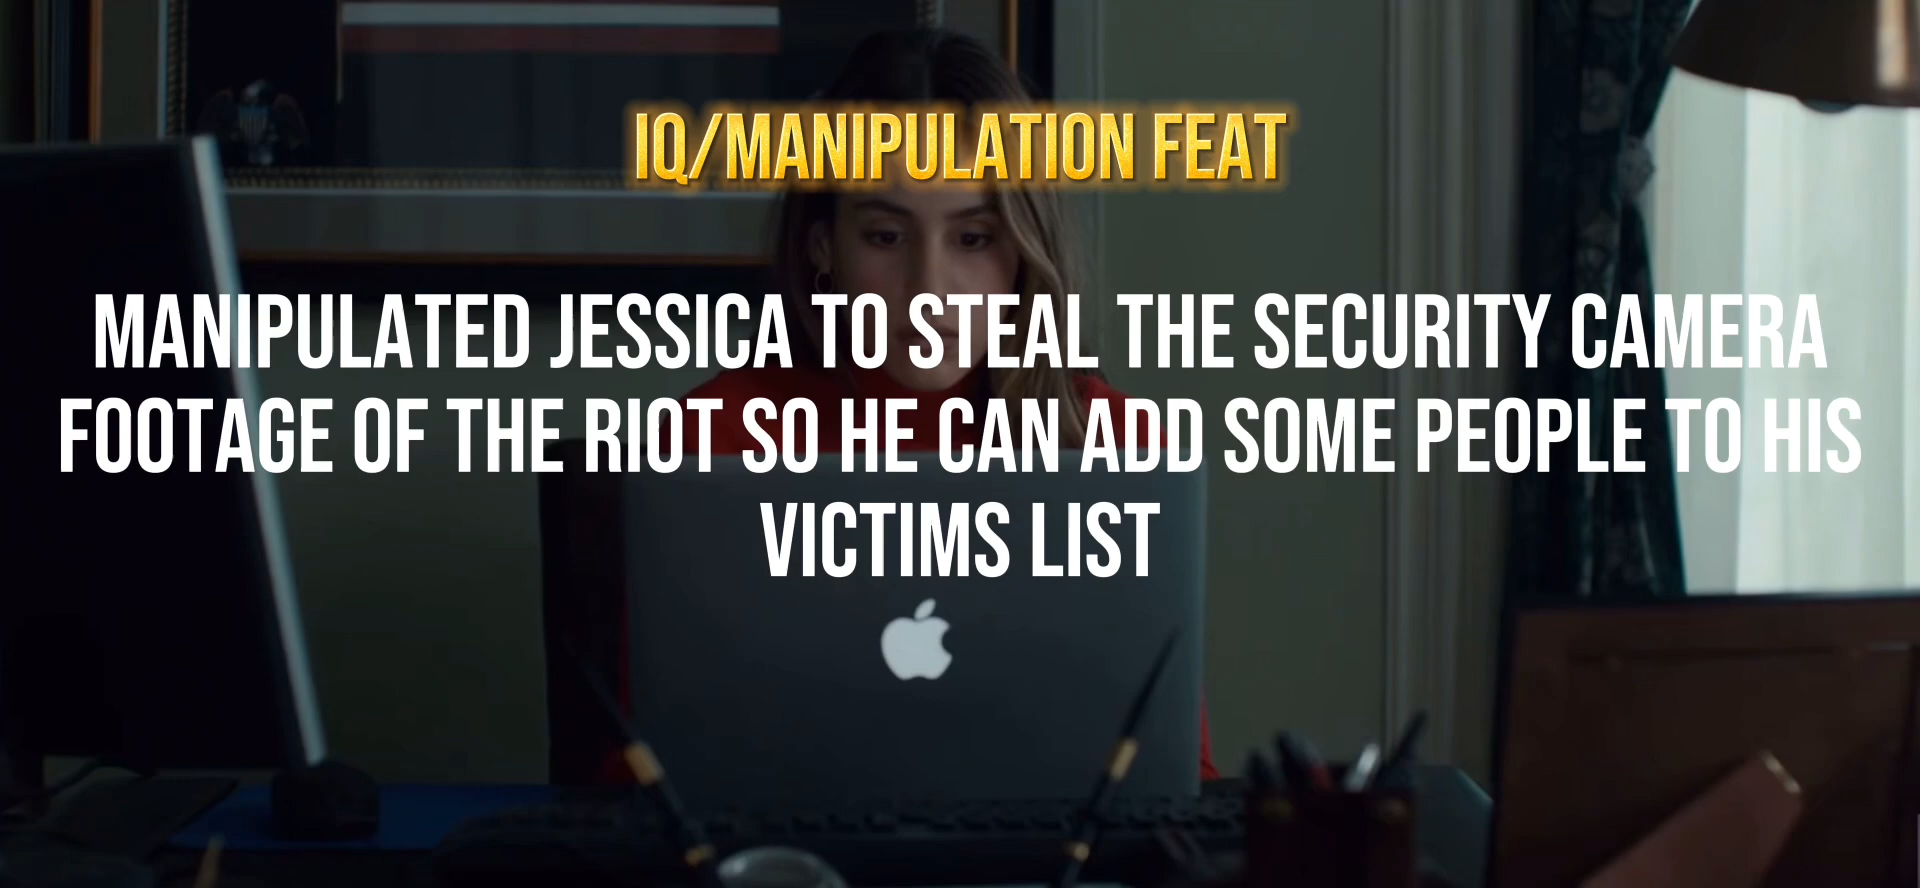 IQ/MANIPULATION FEAT
MANIPULATED JESSICA TO STEAL THE SECURITY CAMERA
FOOTAGE OF THE RIOT SO HE CAN ADD SOME PEOPLE TO HIS
VICTIMS LIST